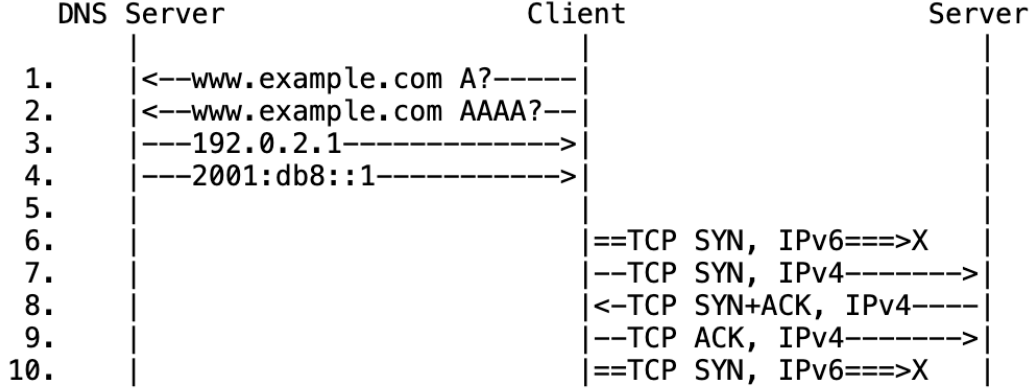 DNS Server                  Client                  Server
     |                          |                       |
1.   |<--www.example.com A?-----|                       |
2.   |<--www.example.com AAAA?--|                       |
3.   |---192.0.2.1------------->|                       |
4.   |---2001:db8::1----------->|                       |
5.   |                          |                       |
6.   |                          |==TCP SYN, IPv6===>X   |
7.   |                          |--TCP SYN, IPv4------->|
8.   |                          |<-TCP SYN+ACK, IPv4----|
9.   |                          |--TCP ACK, IPv4------->|
10.  |                          |==TCP SYN, IPv6===>X   |